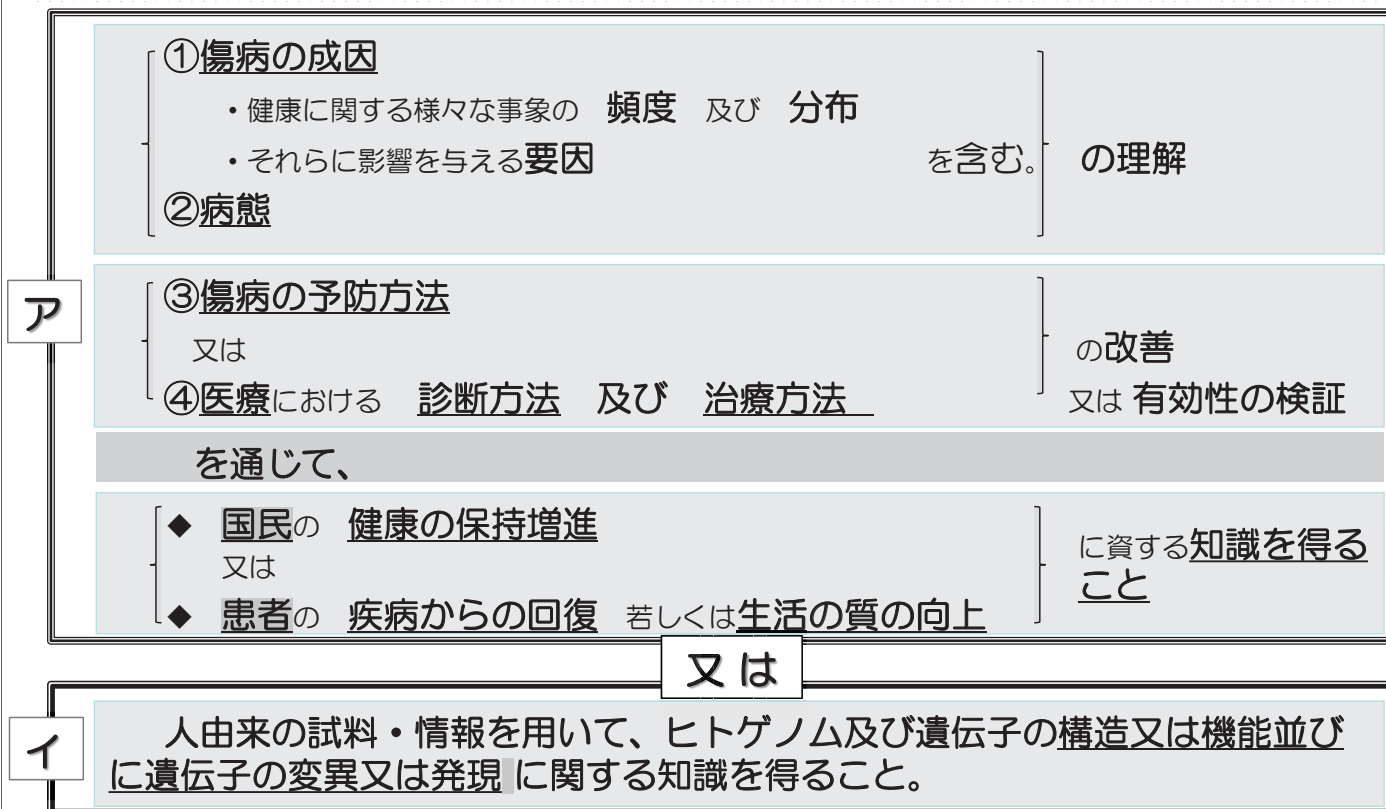 ①傷病の成因
・健康に関する様々な事象の 頻度 及び 分布
・それらに影響を与える要因 を含む。 の理解
②病態
ア
③傷病の予防方法
又は の改善
④医療における 診断方法 及び 治療方法 又は 有効性の検証
を通じて、
◆ 国民の 健康の保持増進
又は に資する知識を得る
こと
◆ 患者の 疾病からの回復 若しくは生活の質の向上
又は
イ
人由来の試料・情報を用いて、ヒトゲノム及び遺伝子の構造又は機能並び
に遺伝子の変異又は発現 に関する知識を得ること。